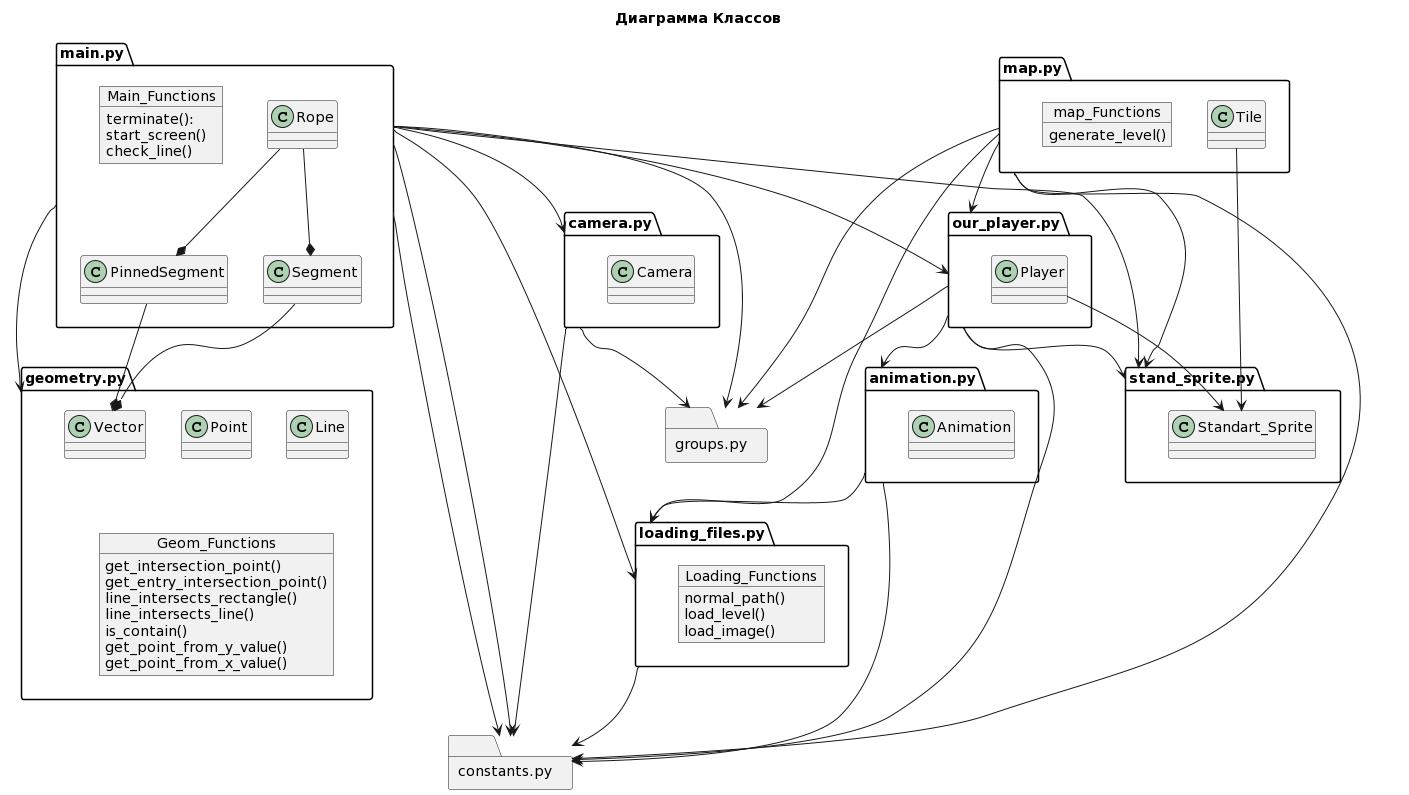 Диаграмма Классов
main.py
Main_Functions
terminate():
start_screen()
check_line()
C Rope
C PinnedSegment
C Segment
map.py
map_Functions
generate_level()
C Tile
camera.py
C Camera
our_player.py
C Player
geometry.py
C Vector
C Point
C Line
Geom_Functions
get_intersection_point()
get_entry_intersection_point()
line_intersects_rectangle()
line_intersects_line()
is_contain()
get_point_from_y_value()
get_point_from_x_value()
groups.py
animation.py
C Animation
stand_sprite.py
C Standart_Sprite
loading_files.py
Loading_Functions
normal_path()
load_level()
load_image()
constants.py